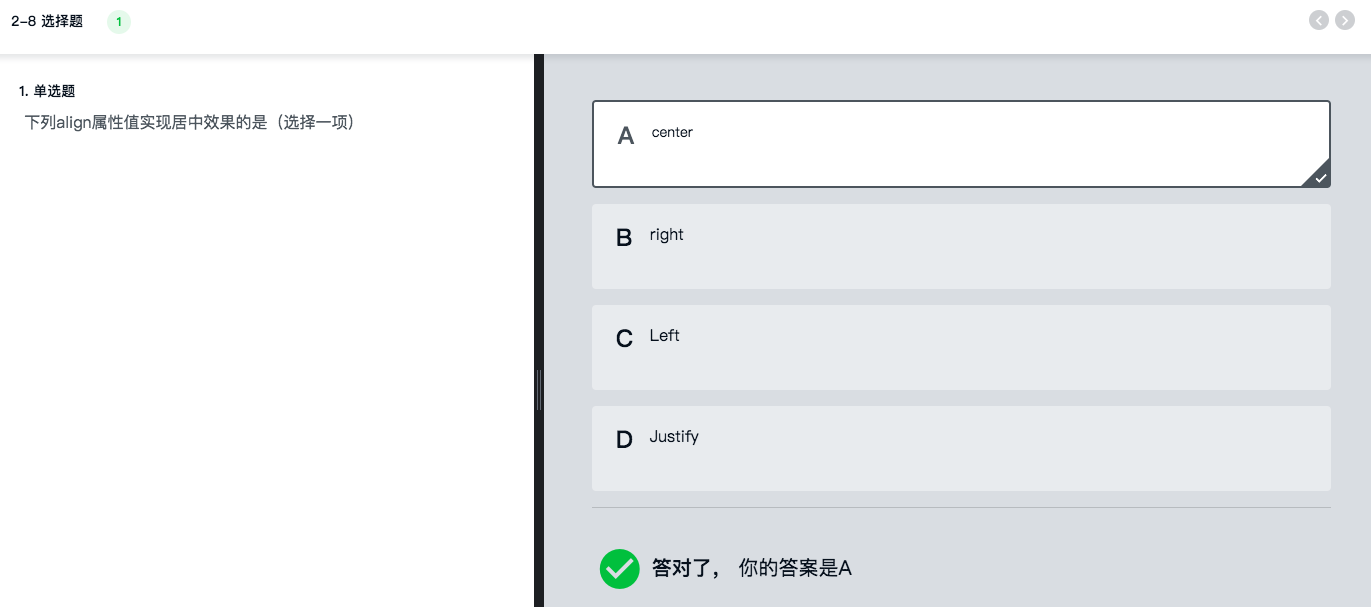 2-8 选择题 1
1. 单选题
下列align属性值实现居中效果的是（选择一项）
A center
B right
C Left
D Justify
答对了， 你的答案是A